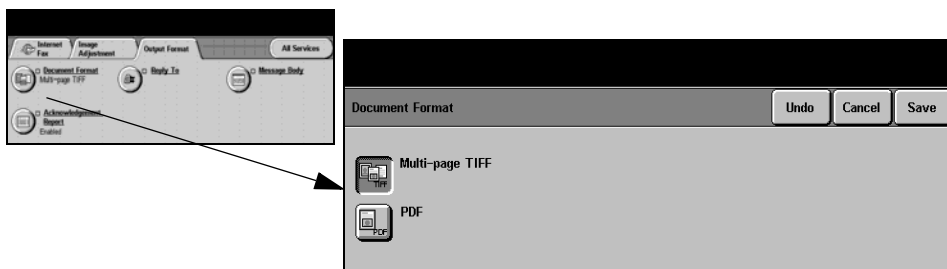 Internet Fax
Image Adjustment
Output Format
All Services
Document Format
Multi-page TIFF
Reply To
Message Body
Acknowledgement Report
Enabled
Document Format
Undo
Cancel
Save
Multi-page TIFF
TIFF
PDF
PDF